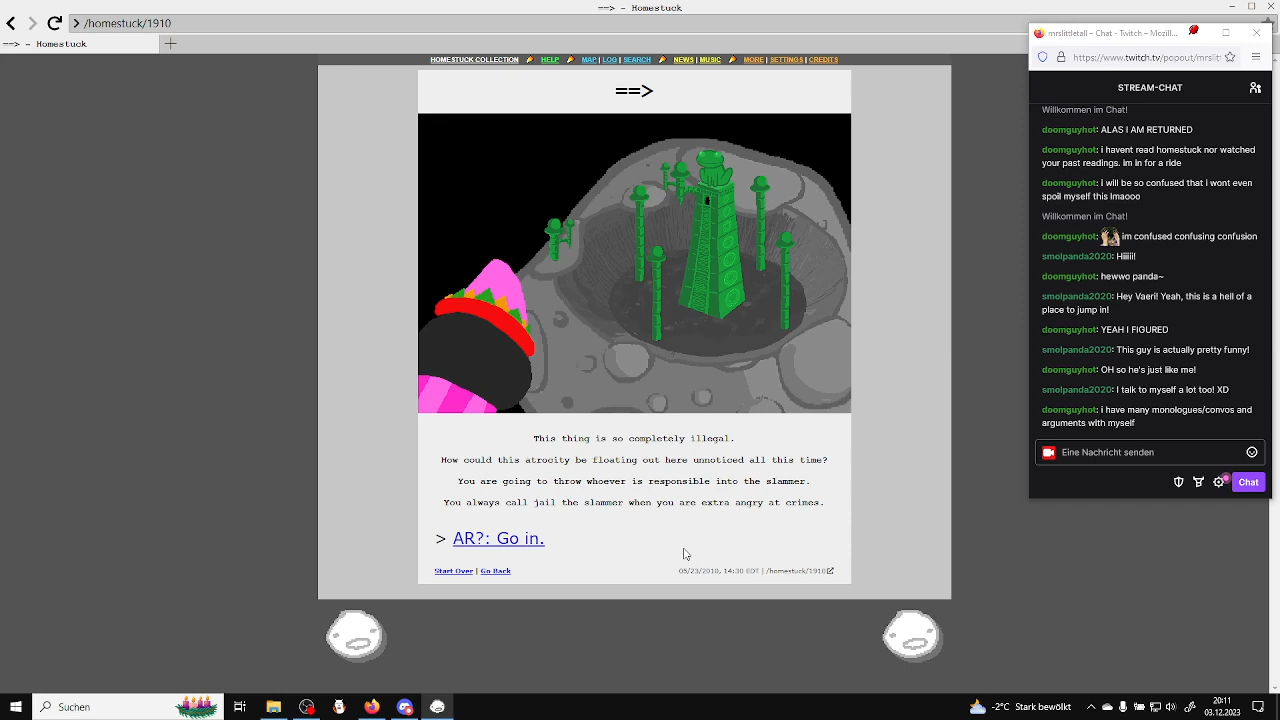 ==> - Homestuck
/homestuck/1910
==> - Homestuck
HOMESTUCK COLLECTION HELP MAP | LOG | SEARCH NEWS | MUSIC MORE | SETTINGS | CREDITS
==>
This thing is so completely illegal.
How could this atrocity be floating out here unnoticed all this time?
You are going to throw whoever is responsible into the slammer.
You always call jail the slammer when you are extra angry at crimes.
> AR?: Go in.
Start Over | Go Back
05/23/2010, 14:30 EDT | /homestuck/1910
mrslittletall – Chat - Twitch – Mozill...
https://www.twitch.tv/popout/mrslitt
STREAM-CHAT
Willkommen im Chat!
doomguyhot: ALAS I AM RETURNED
doomguyhot: i havent read homestuck nor watched
your past readings. im in for a ride
doomguyhot: i will be so confused that i wont even
spoil myself this lmaooo
Willkommen im Chat!
doomguyhot: im confused confusing confusion
smolpanda2020: Hiiiiii!
doomguyhot: hewwo panda~
smolpanda2020: Hey Vaeri! Yeah, this is a hell of a
place to jump in!
doomguyhot: YEAH I FIGURED
smolpanda2020: This guy is actually pretty funny!
doomguyhot: OH so he's just like me!
smolpanda2020: I talk to myself a lot too! XD
doomguyhot: i have many monologues/convos and
arguments with myself
Eine Nachricht senden
Chat
Suchen
-2°C Stark bewölkt
20:11
03.12.2023